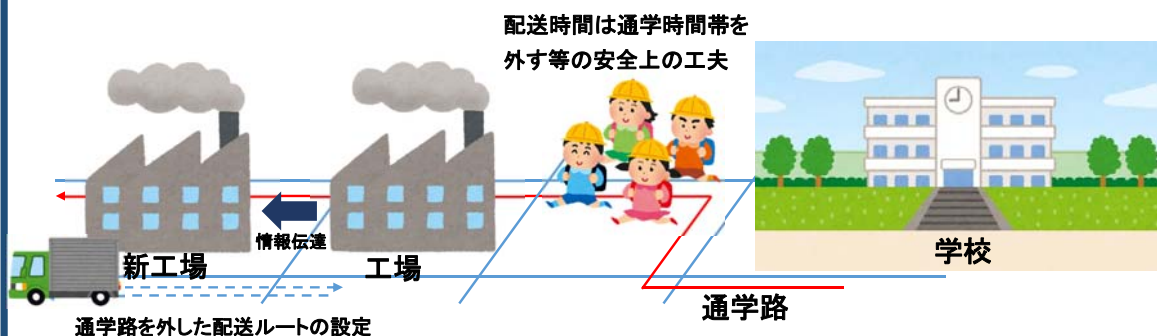 配送時間は通学時間帯を
外す等の安全上の工夫
情報伝達
新工場
工場
学校
通学路
通学路を外した配送ルートの設定